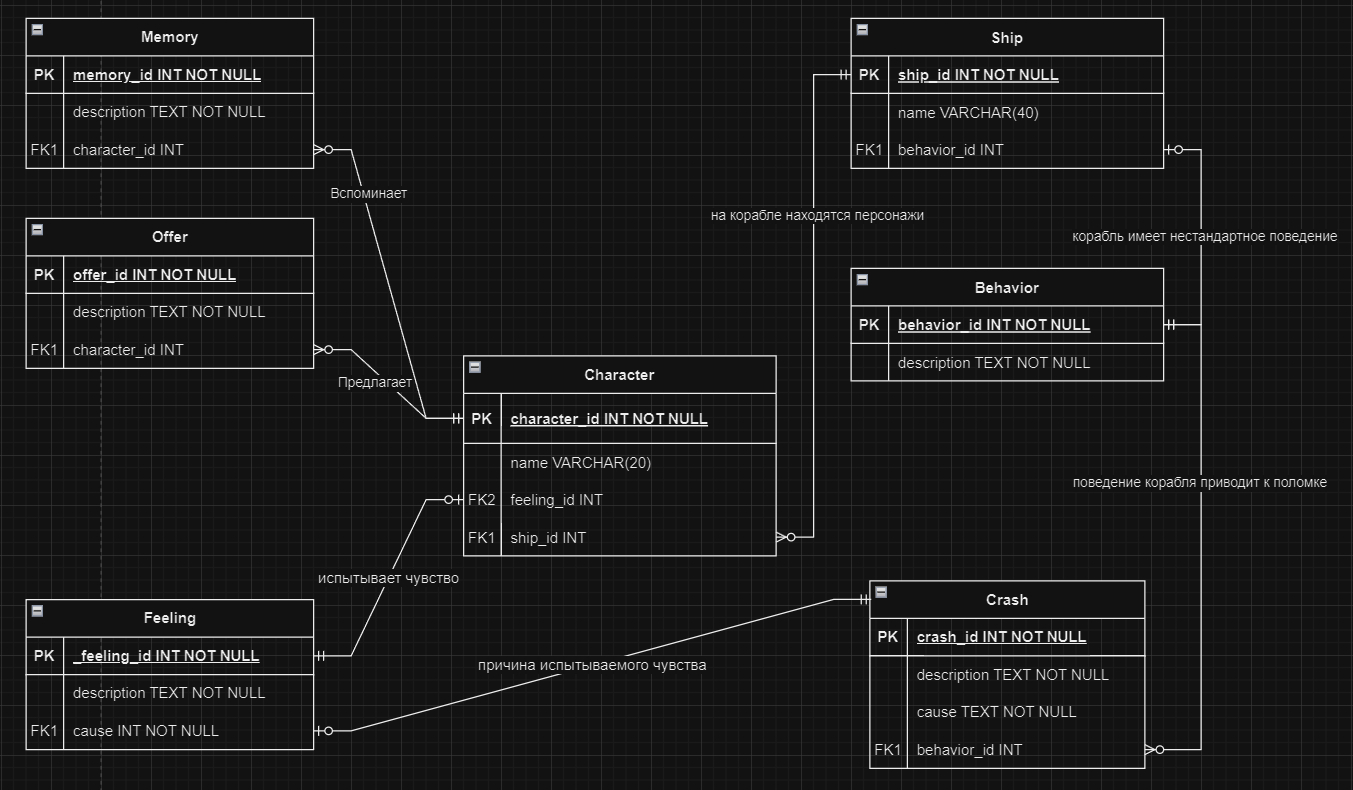 Memory
PK memory_id INT NOT NULL
description TEXT NOT NULL
FK1 character_id INT
Вспоминает
Offer
PK offer_id INT NOT NULL
description TEXT NOT NULL
FK1 character_id INT
Предлагает
Character
PK character_id INT NOT NULL
name VARCHAR(20)
FK2 feeling_id INT
FK1 ship_id INT
испытывает чувство
Feeling
PK _feeling_id INT NOT NULL
description TEXT NOT NULL
FK1 cause INT NOT NULL
причина испытываемого чувства
Ship
PK ship_id INT NOT NULL
name VARCHAR(40)
FK1 behavior_id INT
на корабле находятся персонажи
корабль имеет нестандартное поведение
Behavior
PK behavior_id INT NOT NULL
description TEXT NOT NULL
поведение корабля приводит к поломке
Crash
PK crash_id INT NOT NULL
description TEXT NOT NULL
cause TEXT NOT NULL
FK1 behavior_id INT